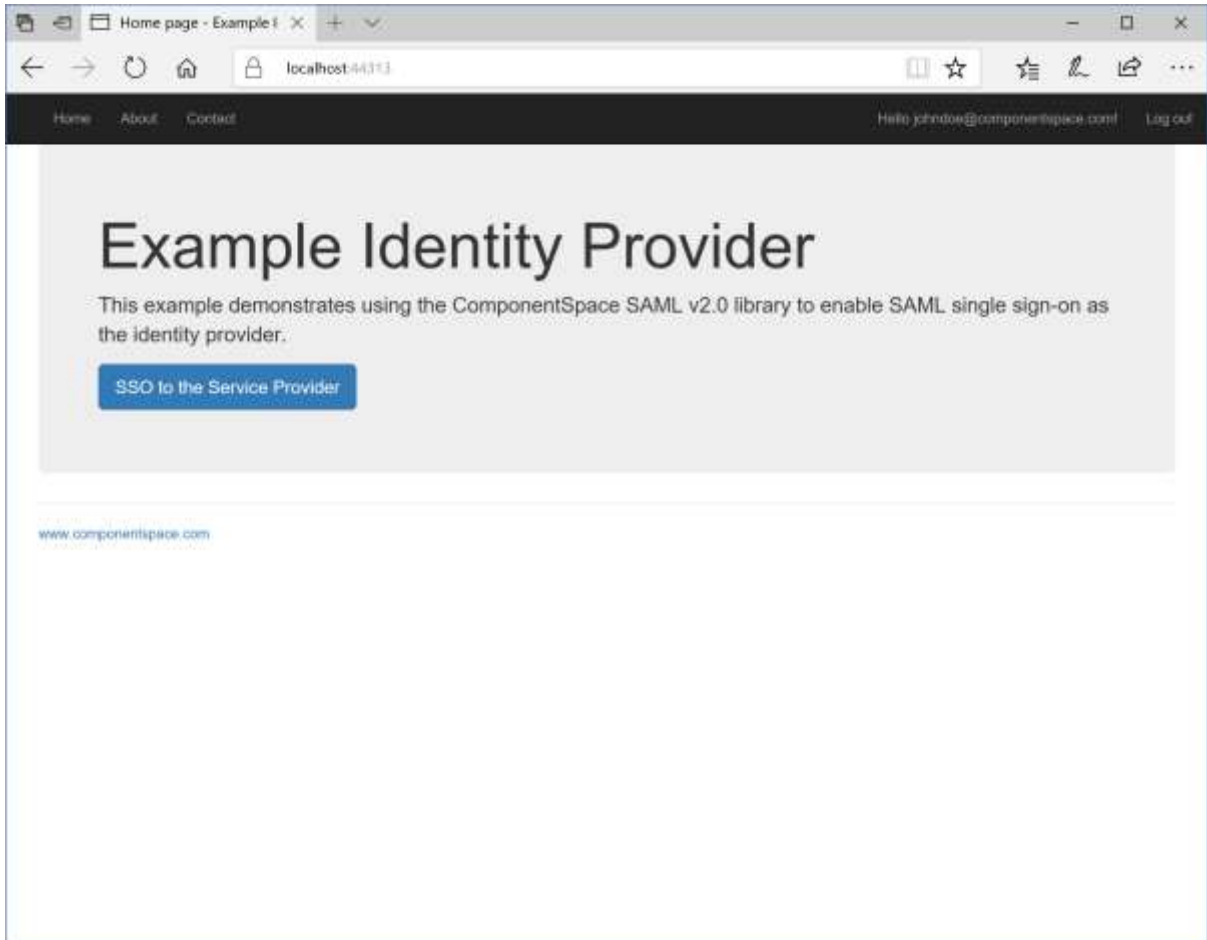 Home page - Example I
localhost:44313
Home About Contact Hello johndoe@componentspace.com! Log out
Example Identity Provider
This example demonstrates using the ComponentSpace SAML v2.0 library to enable SAML single sign-on as
the identity provider.
SSO to the Service Provider
www.componentspace.com